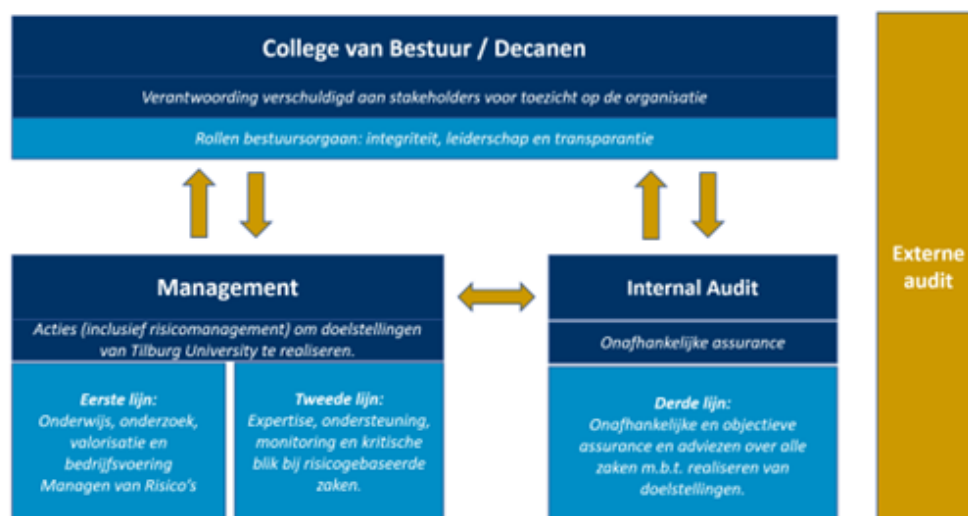 College van Bestuur / Decanen
Verantwoording verschuldigd aan stakeholders voor toezicht op de organisatie
Rollen bestuursorgaan: integriteit, leiderschap en transparantie
Management
Acties (inclusief risicomanagement) om doelstellingen
van Tilburg University te realiseren.
Eerste lijn:
Onderwijs, onderzoek,
valorisatie en
bedrijfsvoering
Managen van Risico's
Tweede lijn:
Expertise, ondersteuning,
monitoring en kritische
blik bij risicogebaseerde
zaken.
Internal Audit
Onafhankelijke assurance
Derde lijn:
Onafhankelijke en objectieve
assurance en adviezen over alle
zaken m.b.t. realiseren van
doelstellingen.
Externe
audit